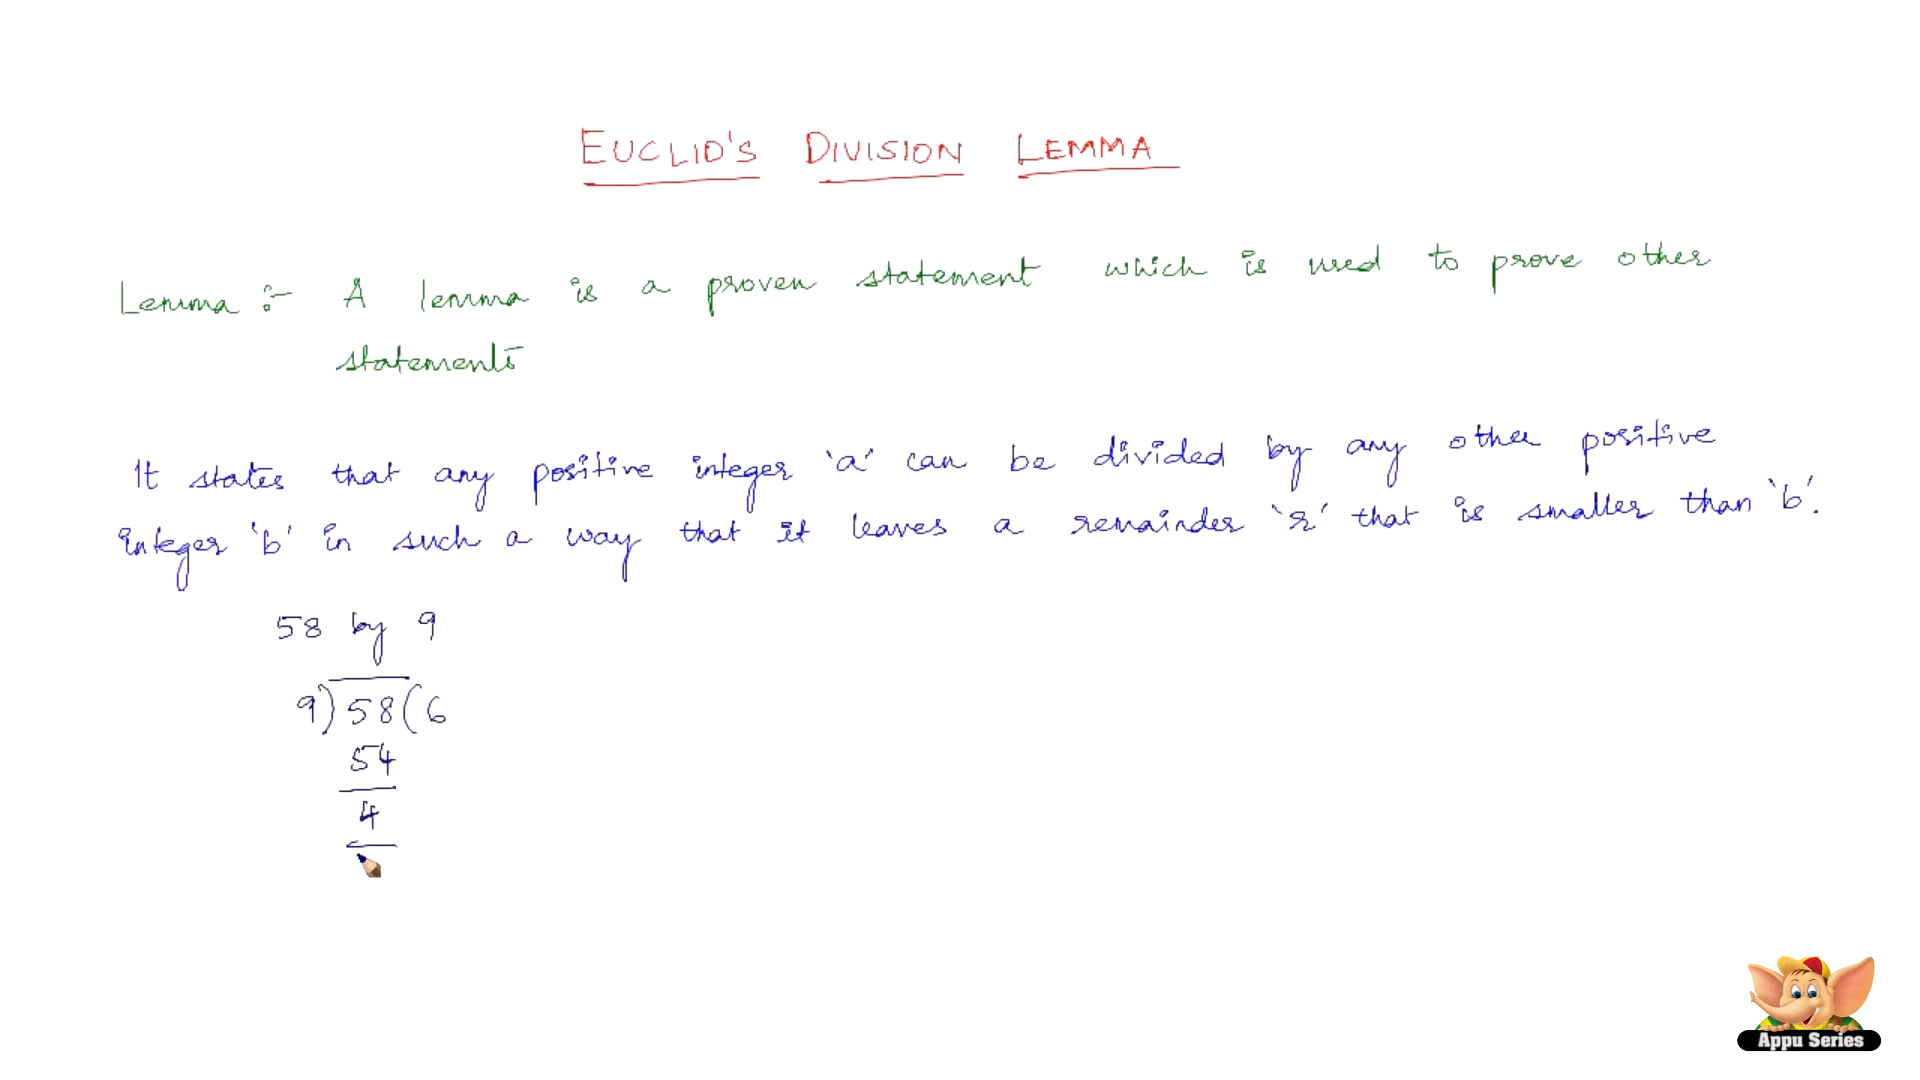 EUCLID'S DIVISION LEMMA
Lemma :- A lemma is a proven statement which is used to prove other
statements
It states that any positive integer 'a' can be divided by any other positive
integer 'b' in such a way that it leaves a remainder 'r' that is smaller than 'b'.
58 by 9
9) 58 (6
54
4
Appu Series